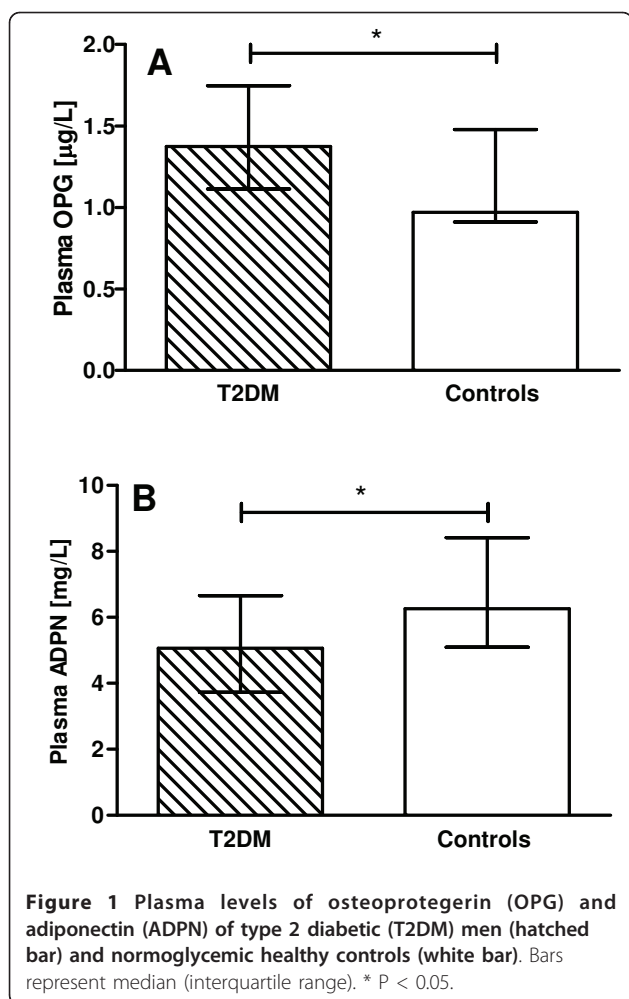 A
*
Plasma OPG [µg/L]
2.0
1.5
1.0
0.5
0.0
T2DM Controls
B
*
Plasma ADPN [mg/L]
10
8
6
4
2
0
T2DM Controls
Figure 1 Plasma levels of osteoprotegerin (OPG) and
adiponectin (ADPN) of type 2 diabetic (T2DM) men (hatched
bar) and normoglycemic healthy controls (white bar). Bars
represent median (interquartile range). * P < 0.05.